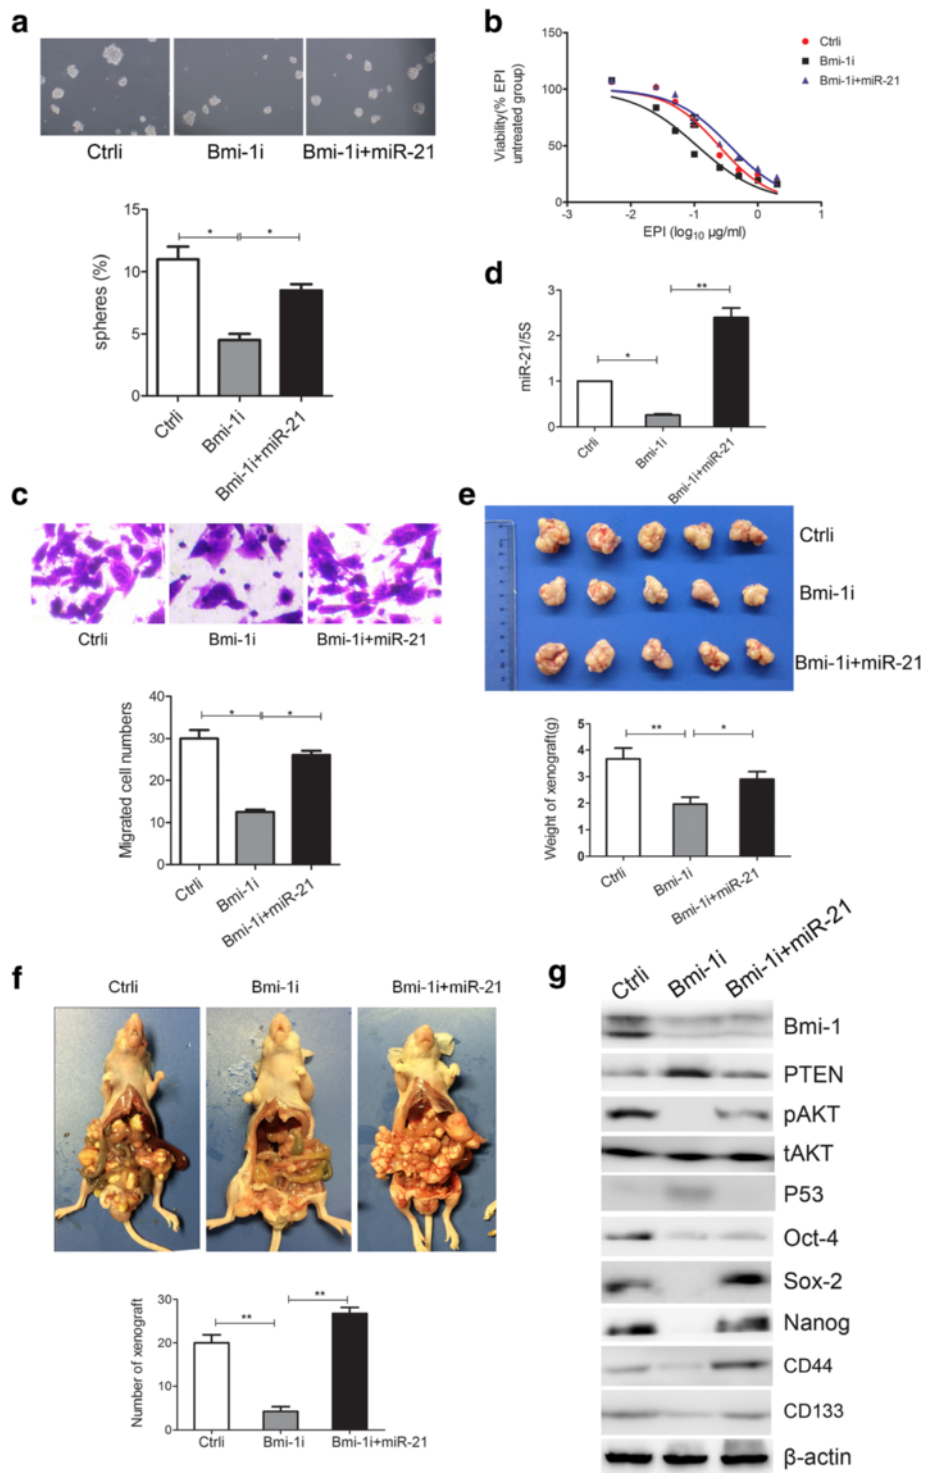 a
Ctrli Bmi-1i Bmi-1i+miR-21
spheres (%)
15
10
5
0
Ctrli
Bmi-1i
Bmi-1i+miR-21
b
Viability(% EPI
untreated group)
150
100
50
0
-3 -2 -1 0 1
EPI (log10 µg/ml)
Ctrli
Bmi-1i
Bmi-1i+miR-21
d
miR-21/5S
3
2
1
0
* **
Ctrli
Bmi-1i
Bmi-1i+miR-21
c
Ctrli Bmi-1i Bmi-1i+miR-21
Migrated cell numbers
40
30
20
10
0
* *
Ctrli
Bmi-1i
Bmi-1i+miR-21
e
Ctrli
Bmi-1i
Bmi-1i+miR-21
Weight of xenograft(g)
5
4
3
2
1
0
** *
Ctrli
Bmi-1i
Bmi-1i+miR-21
f
Ctrli Bmi-1i Bmi-1i+miR-21
Number of xenograft
30
20
10
0
** **
Ctrli Bmi-1i Bmi-1i+miR-21
g
Ctrli Bmi-1i Bmi-1i+miR-21
Bmi-1
PTEN
pAKT
tAKT
P53
Oct-4
Sox-2
Nanog
CD44
CD133
β-actin